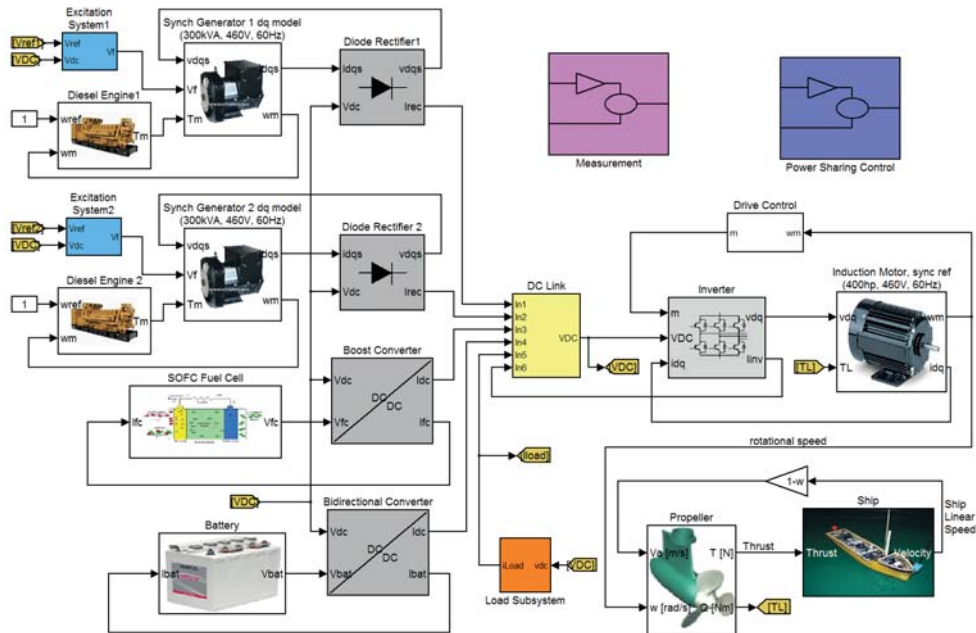 Excitation
System1
[Vref1]
[VDC]
Vref
Vdc
Vf
Synch Generator 1 dq model
(300kVA, 460V, 60Hz)
vdqs
Vf
Tm
idqs
wm
Diode Rectifier1
idqs
Vdc
vdqs
Irec
Diesel Engine1
1
wref
wm
Tm
Measurement
Power Sharing Control
Excitation
System2
[Vref2]
[VDC]
Vref
Vdc
Vf
Synch Generator 2 dq model
(300kVA, 460V, 60Hz)
vdqs
Vf
Tm
idqs
wm
Diode Rectifier 2
idqs
Vdc
vdqs
Irec
Diesel Engine 2
1
wref
wm
Tm
Drive Control
m
wm
DC Link
In1
In2
In3
In4
In5
In6
VDC
[VDC]
Inverter
m
VDC
idq
vdq
Iinv
Induction Motor, sync ref
(400hp, 460V, 60Hz)
[TL]
vdq
TL
wm
idq
SOFC Fuel Cell
Ifc
Vfc
Boost Converter
Vdc
Vfc
DC
DC
Idc
Ifc
rotational speed
[Iload]
[VDC]
Battery
Ibat
Vbat
Bidirectional Converter
Vdc
Vbat
DC
DC
Idc
Ibat
iLoad
vdc
[VDC]
Load Subsystem
1-w
Propeller
Va [m/s]
w [rad/s]
T [N]
Q [Nm]
Thrust
[TL]
Ship
Thrust
Velocity
Ship
Linear
Speed